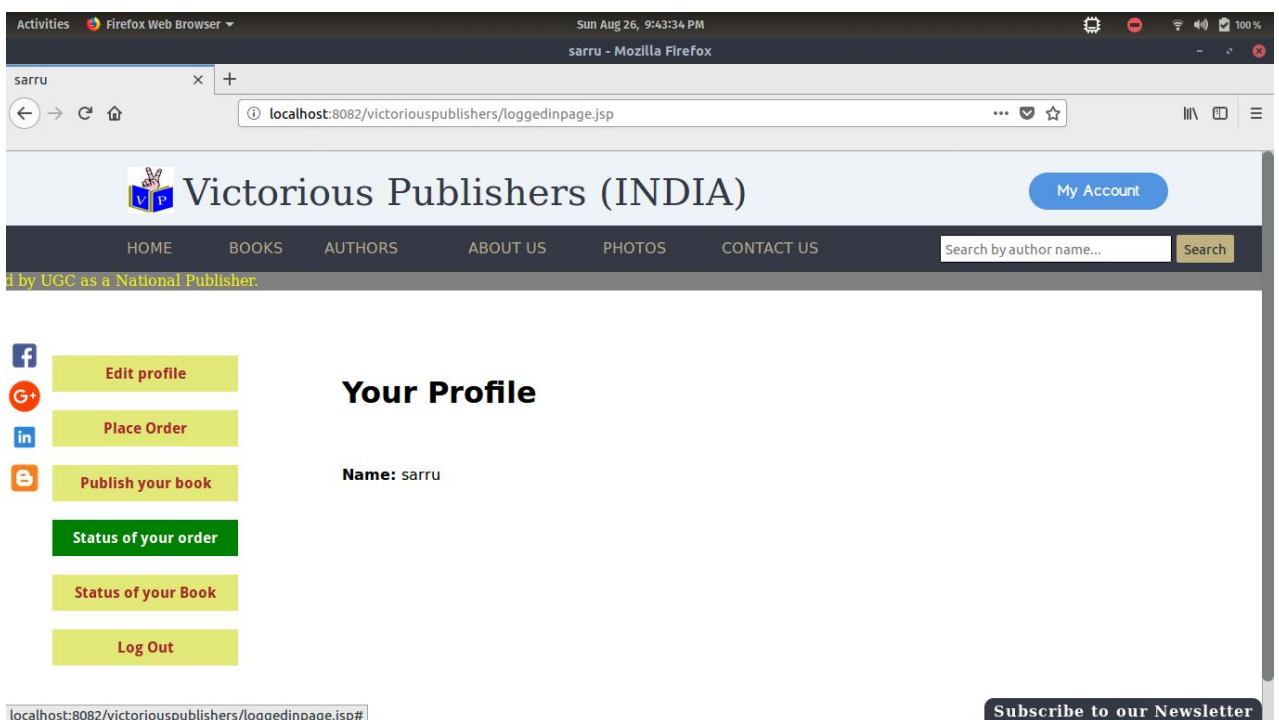 Activities Firefox Web Browser Sun Aug 26, 9:43:34 PM 100 %
sarru - Mozilla Firefox
sarru
localhost:8082/victoriouspublishers/loggedinpage.jsp
V P Victorious Publishers (INDIA) My Account
HOME BOOKS AUTHORS ABOUT US PHOTOS CONTACT US Search by author name... Search
d by UGC as a National Publisher.
f
G+
in
B
Edit profile
Place Order
Publish your book
Status of your order
Status of your Book
Log Out
Your Profile
Name: sarru
localhost:8082/victoriouspublishers/loggedinpage.jsp#
Subscribe to our Newsletter